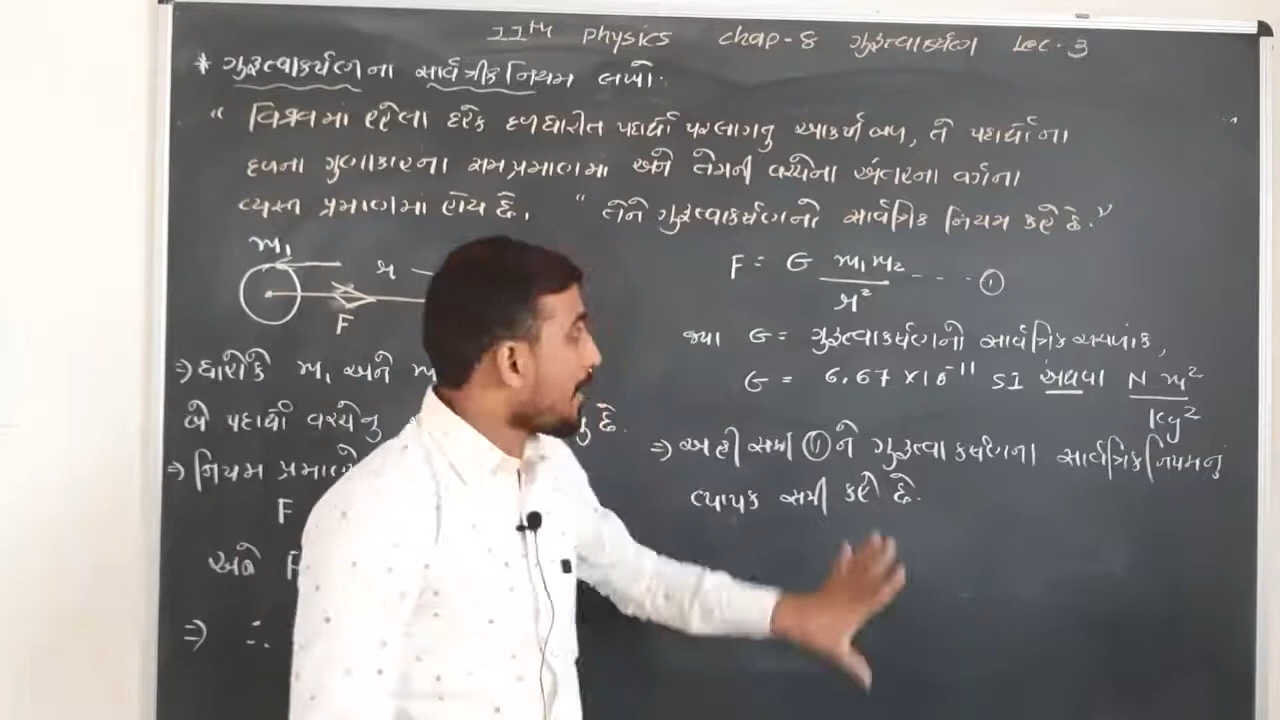 11th physics chap-8 ગુરુત્વાકર્ષણ Lec-3
* ગુરુત્વાકર્ષણના સાર્વત્રીક નિયમ લખો.
" વિશ્વમાં રહેલા દરેક દળ ધારીત પદાર્થો પર લાગતુ આકર્ષ બળ, તે પદાર્થોના
દળના ગુણાકારના સમપ્રમાણમા અને તેમની વચ્ચેના અંતરના વર્ગના
વ્યસ્ત પ્રમાણમાં હોય છે. " તેને ગુરુત્વાકર્ષણનો સાર્વત્રિક નિયમ કહે છે."
m₁
r
F
⇒ ધારોકે m₁ અને
બે પદાર્થો વચ્ચેનુ છે.
⇒ નિયમ પ્રમાણે
F
અને F
⇒ ∴
F = G m₁m₂ / r² ---- ①
જ્યા G = ગુરુત્વાકર્ષણનો સાર્વત્રિક અચળાંક,
G = 6.67 × 10⁻¹¹ SI અથવા N m² / kg²
⇒ અહી સમી ① ને ગુરુત્વાકર્ષણના સાર્વત્રિક નિયમનુ
વ્યાપક સમી કહે છે.